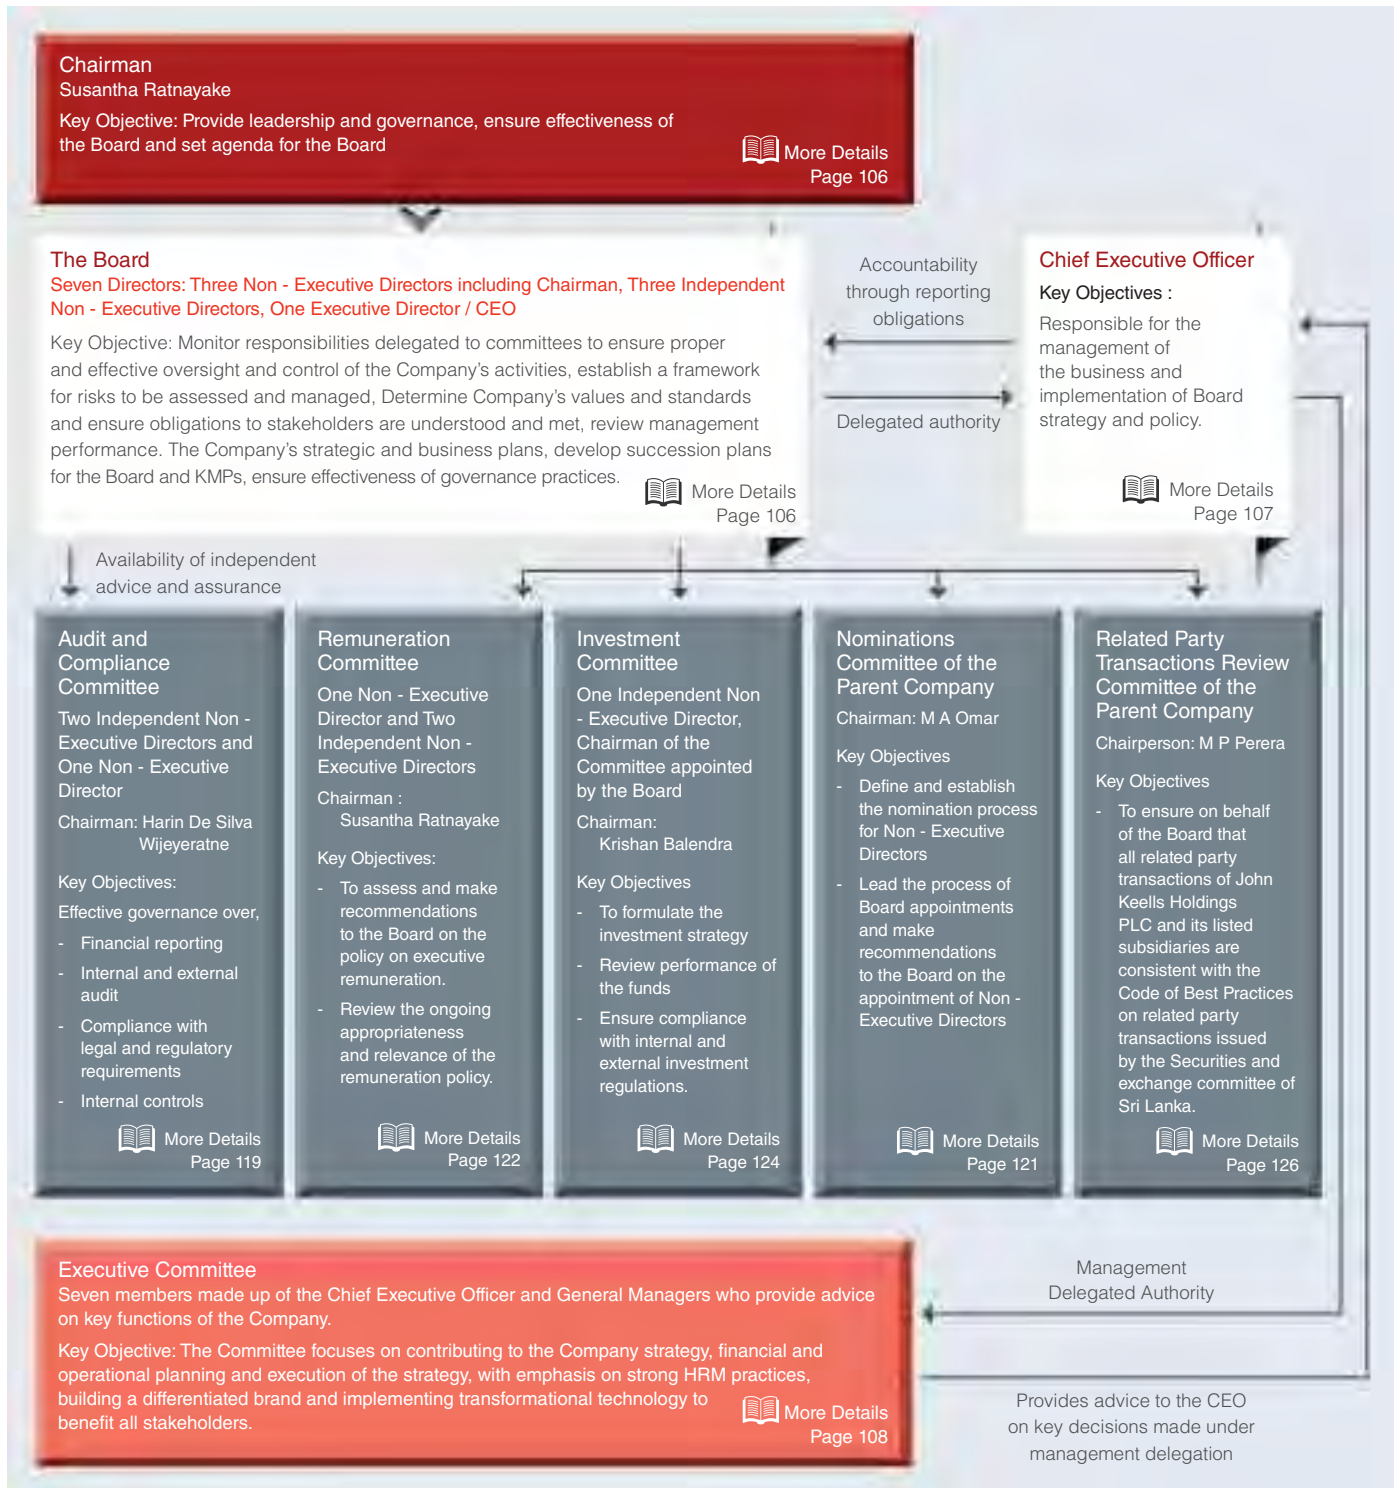 Chairman
Susantha Ratnayake
Key Objective: Provide leadership and governance, ensure effectiveness of
the Board and set agenda for the Board
More Details
Page 106
The Board
Seven Directors: Three Non - Executive Directors including Chairman, Three Independent
Non - Executive Directors, One Executive Director / CEO
Key Objective: Monitor responsibilities delegated to committees to ensure proper
and effective oversight and control of the Company's activities, establish a framework
for risks to be assessed and managed, Determine Company's values and standards
and ensure obligations to stakeholders are understood and met, review management
performance. The Company's strategic and business plans, develop succession plans
for the Board and KMPs, ensure effectiveness of governance practices.
More Details
Page 106
Accountability
through reporting
obligations
Delegated authority
Chief Executive Officer
Key Objectives :
Responsible for the
management of
the business and
implementation of Board
strategy and policy.
More Details
Page 107
Availability of independent
advice and assurance
Audit and
Compliance
Committee
Two Independent Non -
Executive Directors and
One Non - Executive
Director
Chairman: Harin De Silva
Wijeyeratne
Key Objectives:
Effective governance over,
- Financial reporting
- Internal and external
audit
- Compliance with
legal and regulatory
requirements
- Internal controls
More Details
Page 119
Remuneration
Committee
One Non - Executive
Director and Two
Independent Non -
Executive Directors
Chairman :
Susantha Ratnayake
Key Objectives:
- To assess and make
recommendations
to the Board on the
policy on executive
remuneration.
- Review the ongoing
appropriateness
and relevance of the
remuneration policy.
More Details
Page 122
Investment
Committee
One Independent Non
- Executive Director,
Chairman of the
Committee appointed
by the Board
Chairman:
Krishan Balendra
Key Objectives
- To formulate the
investment strategy
- Review performance of
the funds
- Ensure compliance
with internal and
external investment
regulations.
More Details
Page 124
Nominations
Committee of the
Parent Company
Chairman: M A Omar
Key Objectives
- Define and establish
the nomination process
for Non - Executive
Directors
- Lead the process of
Board appointments
and make
recommendations
to the Board on the
appointment of Non -
Executive Directors
More Details
Page 121
Related Party
Transactions Review
Committee of the
Parent Company
Chairperson: M P Perera
Key Objectives
- To ensure on behalf
of the Board that
all related party
transactions of John
Keells Holdings
PLC and its listed
subsidiaries are
consistent with the
Code of Best Practices
on related party
transactions issued
by the Securities and
exchange committee of
Sri Lanka.
More Details
Page 126
Executive Committee
Seven members made up of the Chief Executive Officer and General Managers who provide advice
on key functions of the Company.
Key Objective: The Committee focuses on contributing to the Company strategy, financial and
operational planning and execution of the strategy, with emphasis on strong HRM practices,
building a differentiated brand and implementing transformational technology to
benefit all stakeholders.
More Details
Page 108
Management
Delegated Authority
Provides advice to the CEO
on key decisions made under
management delegation